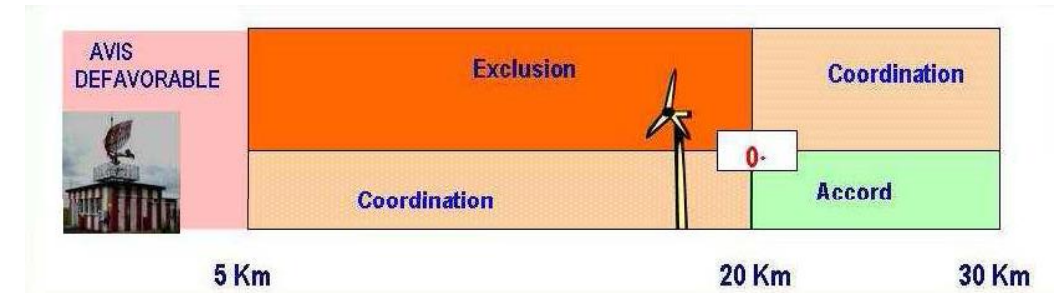 AVIS
DEFAVORABLE
Exclusion
Coordination
0.
Coordination
Accord
5 Km
20 Km
30 Km